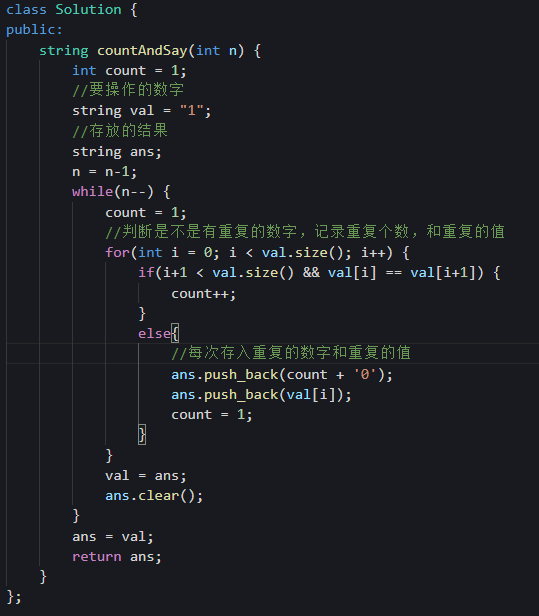 class Solution {
public:
    string countAndSay(int n) {
        int count = 1;
        //要操作的数字
        string val = "1";
        //存放的结果
        string ans;
        n = n-1;
        while(n--) {
            count = 1;
            //判断是不是有重复的数字，记录重复个数，和重复的值
            for(int i = 0; i < val.size(); i++) {
                if(i+1 < val.size() && val[i] == val[i+1]) {
                    count++;
                }
                else{
                    //每次存入重复的数字和重复的值
                    ans.push_back(count + '0');
                    ans.push_back(val[i]);
                    count = 1;
                }
            }
            val = ans;
            ans.clear();
        }
        ans = val;
        return ans;
    }
};